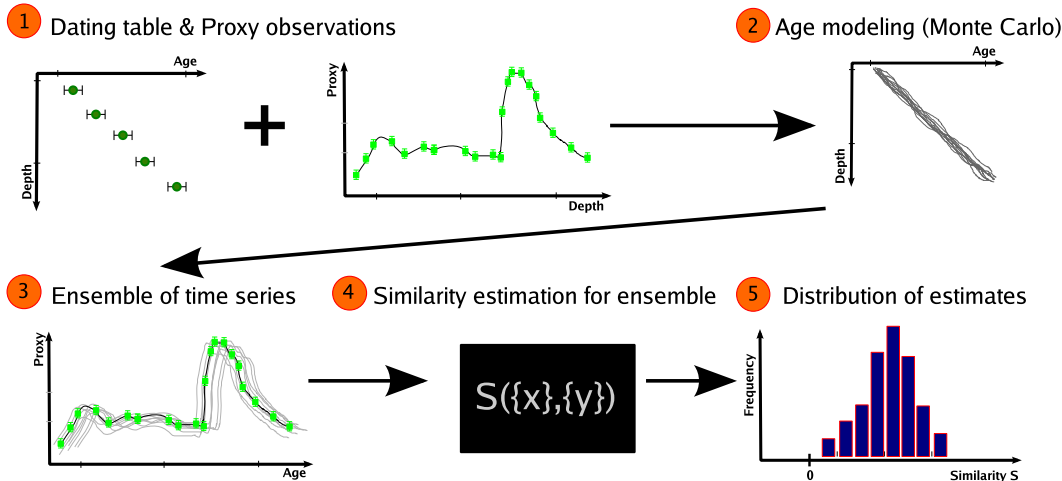 1 Dating table & Proxy observations
Age
Depth
Proxy
Depth
2 Age modeling (Monte Carlo)
Age
Depth
3 Ensemble of time series
Proxy
Age
4 Similarity estimation for ensemble
S({x},{y})
5 Distribution of estimates
Frequency
0
Similarity S